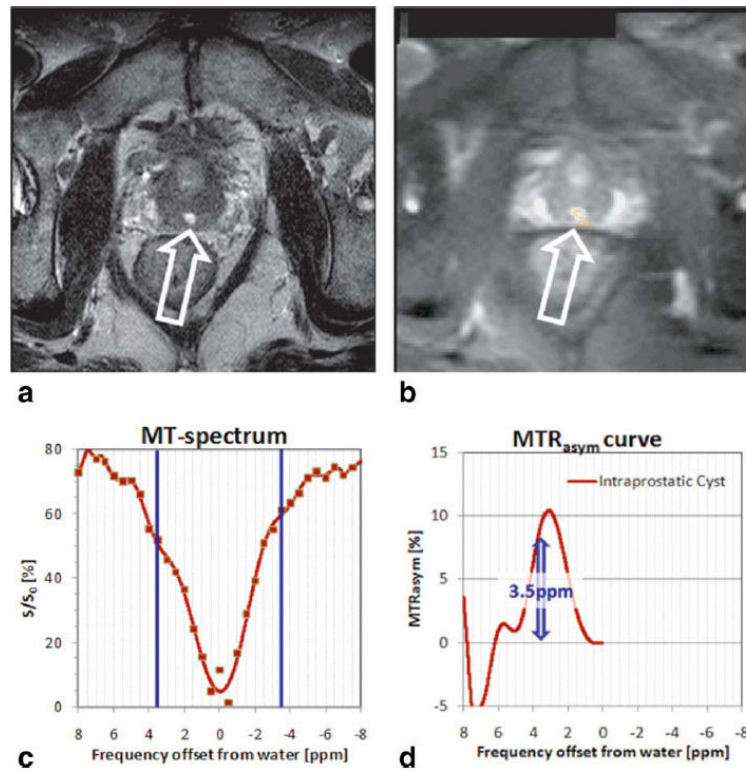 a
b
MT-spectrum
80
60
40
20
0
S/S₀ [%]
8 6 4 2 0 -2 -4 -6 -8
Frequency offset from water [ppm]
c
MTRasym curve
Intraprostatic Cyst
15
10
5
0
-5
MTRasym [%]
3.5ppm
8 6 4 2 0 -2 -4 -6 -8
Frequency offset from water [ppm]
d